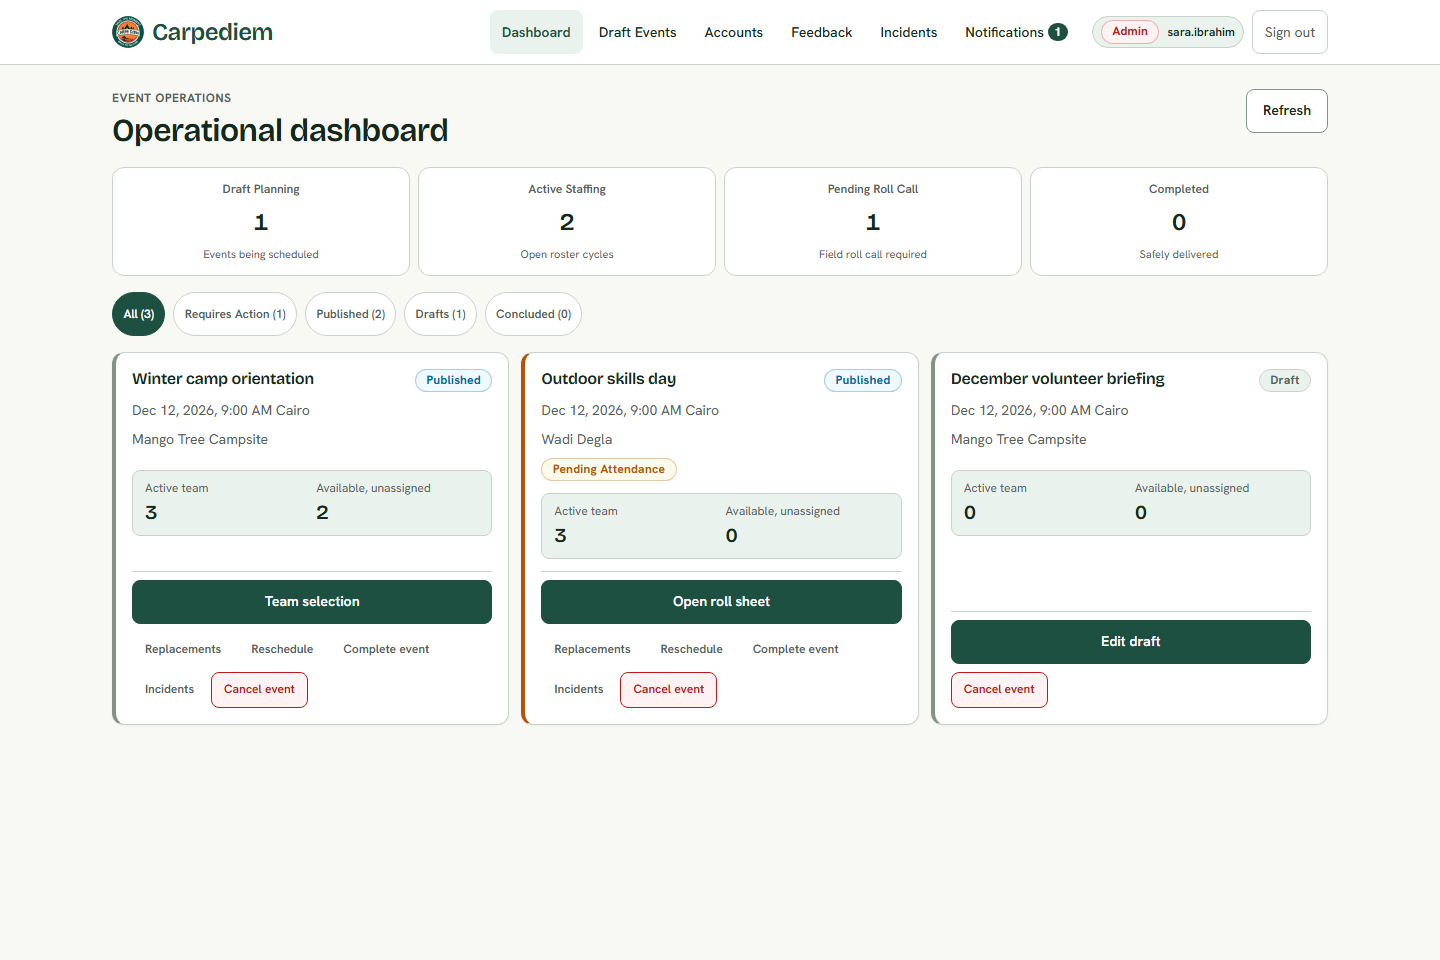 Carpediem
Dashboard
Draft Events
Accounts
Feedback
Incidents
Notifications 1
Admin sara.ibrahim
Sign out
EVENT OPERATIONS
Operational dashboard
Refresh
Draft Planning
1
Events being scheduled
Active Staffing
2
Open roster cycles
Pending Roll Call
1
Field roll call required
Completed
0
Safely delivered
All (3)
Requires Action (1)
Published (2)
Drafts (1)
Concluded (0)
Winter camp orientation
Published
Dec 12, 2026, 9:00 AM Cairo
Mango Tree Campsite
Active team
3
Available, unassigned
2
Team selection
Replacements
Reschedule
Complete event
Incidents
Cancel event
Outdoor skills day
Published
Dec 12, 2026, 9:00 AM Cairo
Wadi Degla
Pending Attendance
Active team
3
Available, unassigned
0
Open roll sheet
Replacements
Reschedule
Complete event
Incidents
Cancel event
December volunteer briefing
Draft
Dec 12, 2026, 9:00 AM Cairo
Mango Tree Campsite
Active team
0
Available, unassigned
0
Edit draft
Cancel event